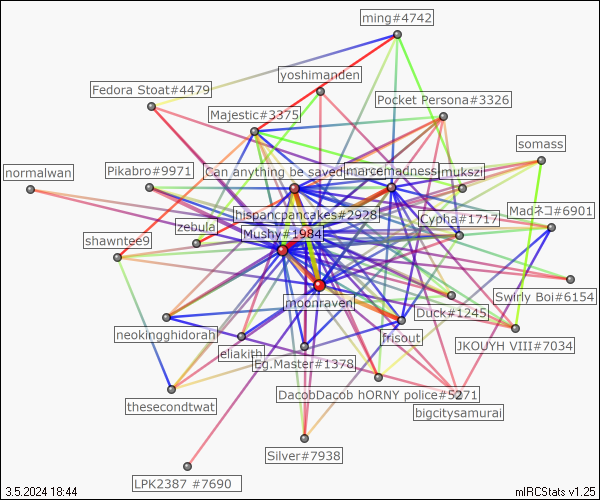 ming#4742
yoshimanden
Fedora Stoat#4479
Pocket Persona#3326
Majestic#3375
somass
normalwan
Pikabro#9971
Can anything be saved
marcemadness
mukszi
Madネコ#6901
hispancpancakes#2928
Cypha#1717
zebula
Mushy#1984
shawntee9
Swirly Boi#6154
moonraven
Duck#1245
neokingghidorah
frisout
JKOUYH VIII#7034
eliakith
Eg.Master#1378
DacobDacob hORNY police#5271
thesecondtwat
bigcitysamurai
Silver#7938
LPK2387 #7690
3.5.2024 18:44
mIRCStats v1.25